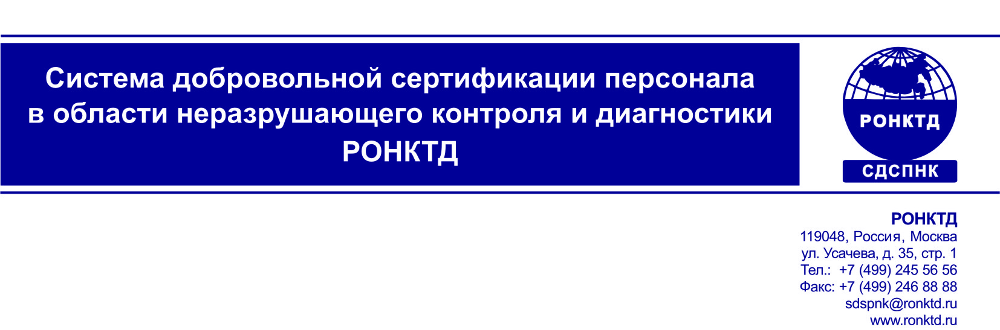 Система добровольной сертификации персонала
в области неразрушающего контроля и диагностики
РОНКТД
РОНКТД
СДСПНК
РОНКТД
119048, Россия, Москва
ул. Усачева, д. 35, стр. 1
Тел.: +7 (499) 245 56 56
Факс: +7 (499) 246 88 88
sdspnk@ronktd.ru
www.ronktd.ru